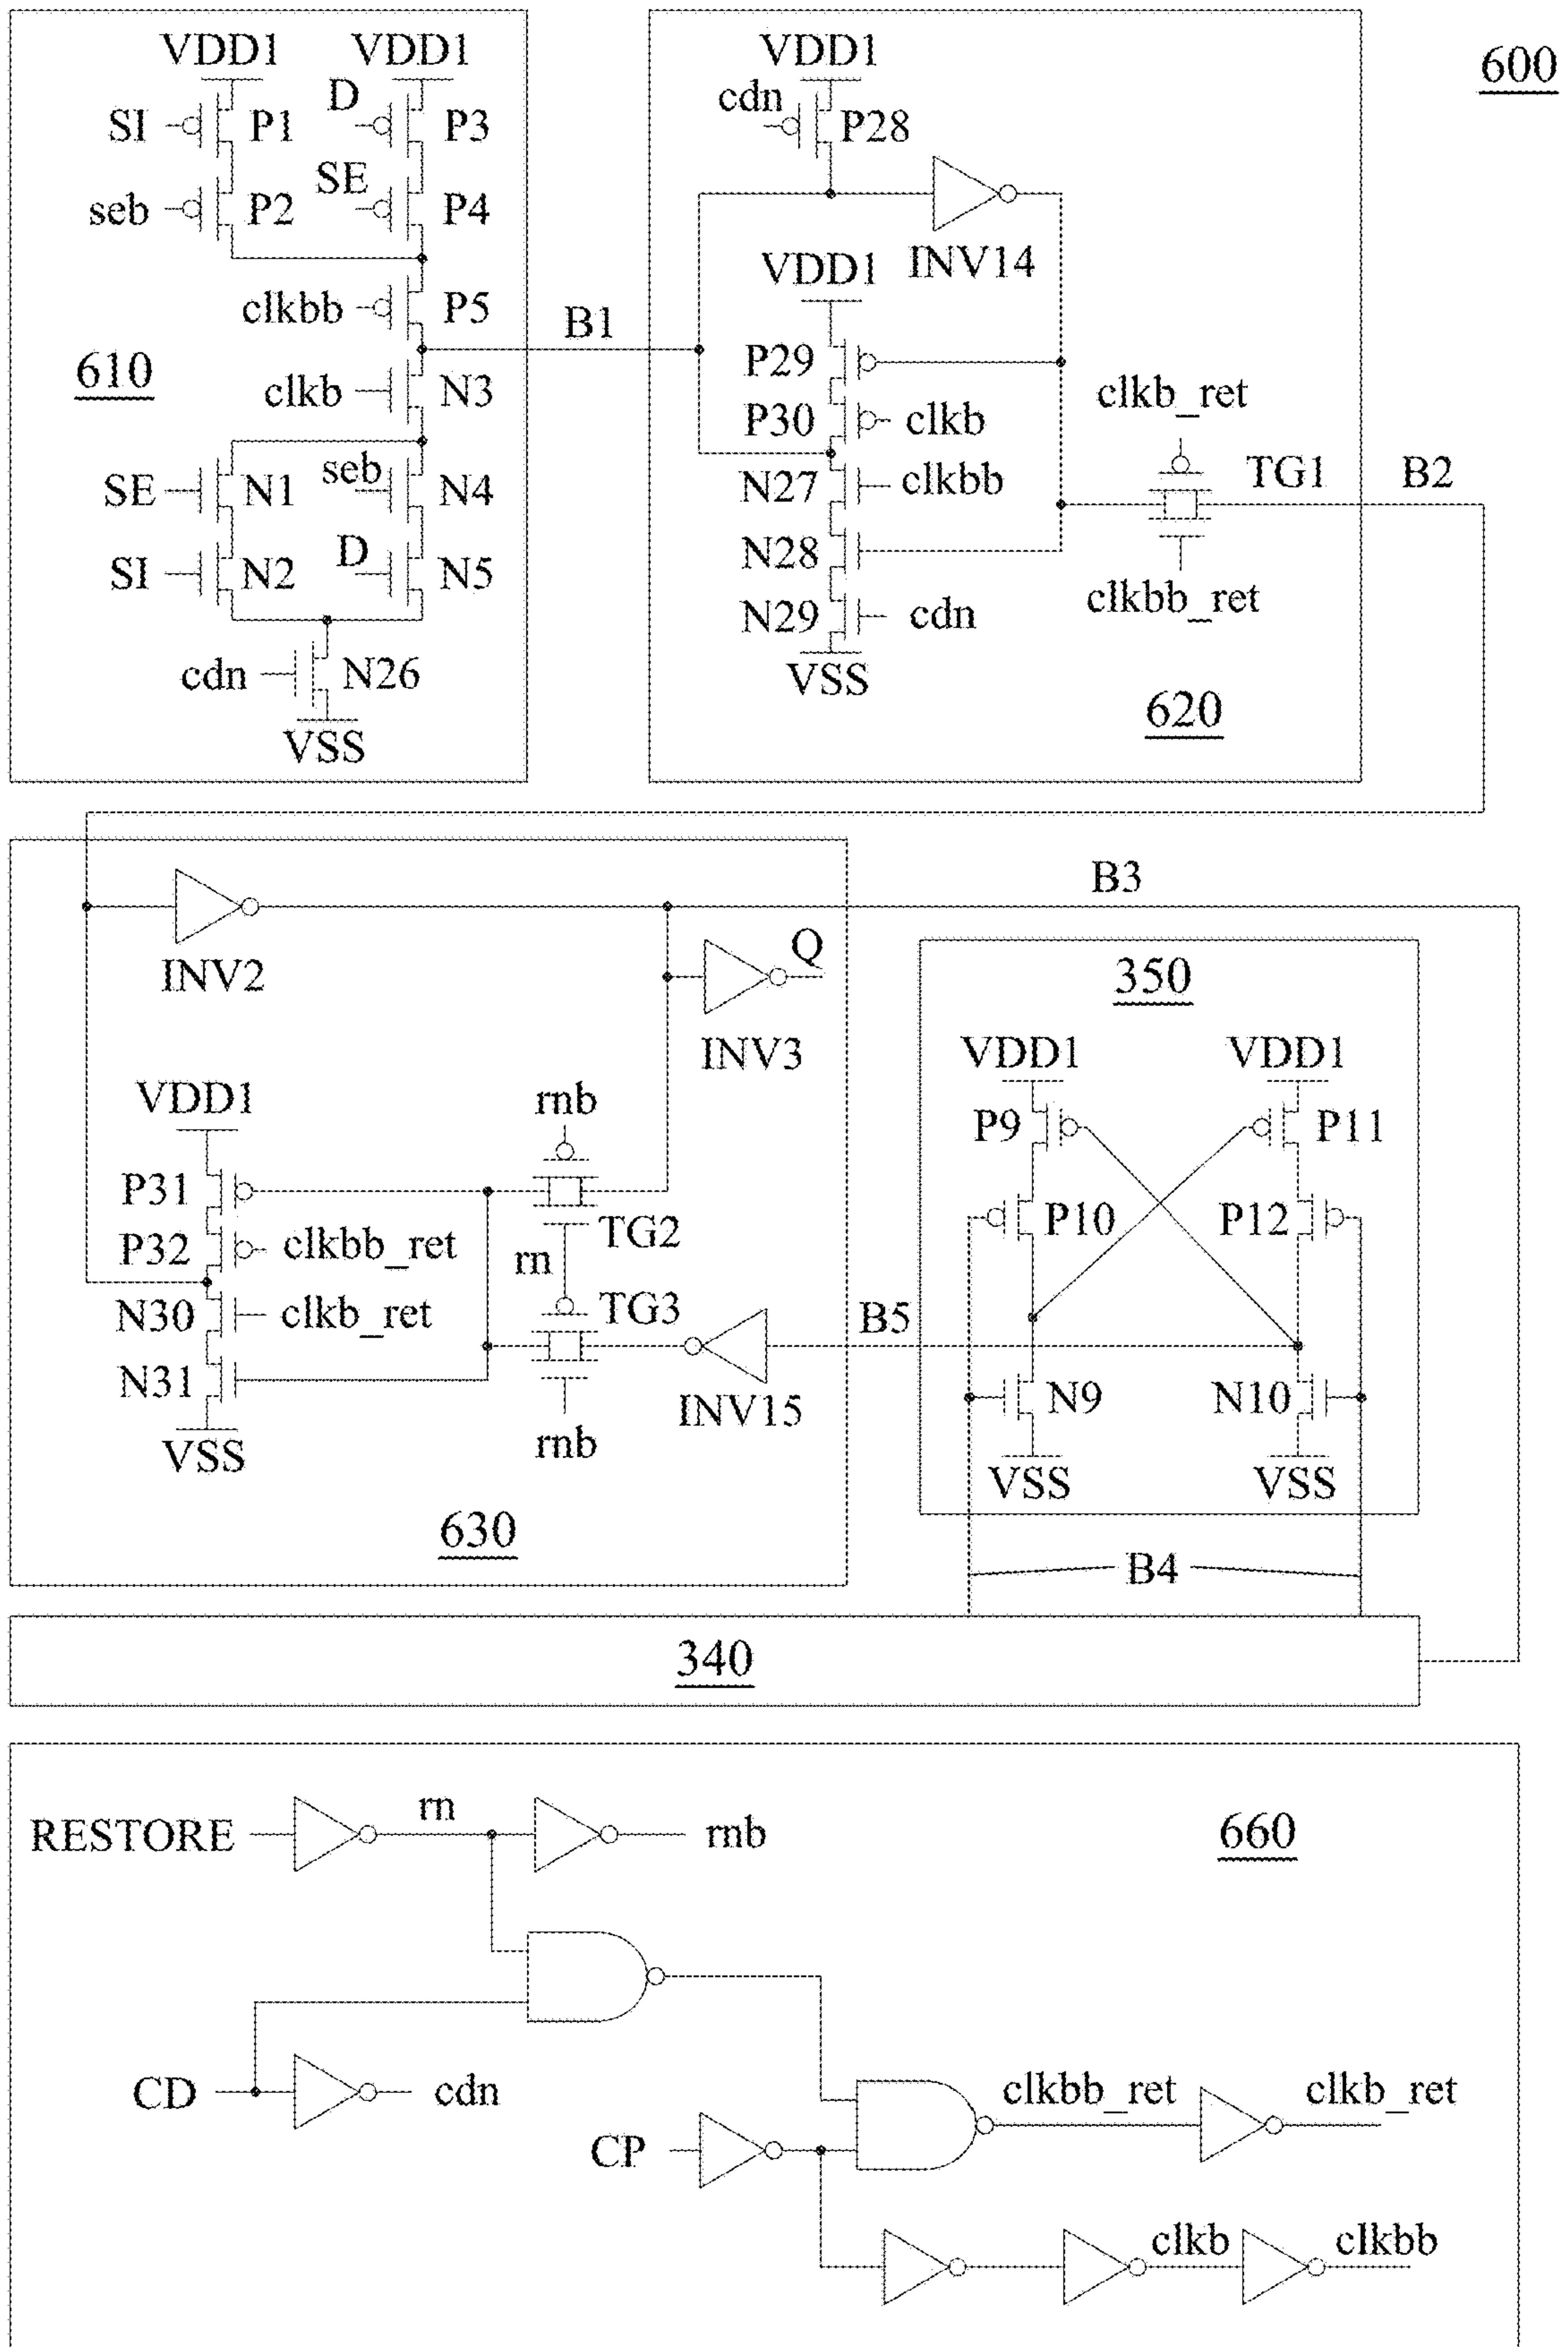 600
VDD1 VDD1
SI P1 D P3
seb P2 SE P4
clkbb P5
610
clkb N3
SE N1 seb N4
SI N2 D N5
cdn N26
VSS
B1
VDD1
cdn P28
INV14
VDD1
P29
P30 clkb
N27 clkbb
N28
N29 cdn
VSS
clkb_ret
TG1
clkbb_ret
620
B2
INV2
B3
Q
INV3
VDD1
P31
P32 clkbb_ret
N30 clkb_ret
N31
VSS
rnb
TG2
rn
TG3
rnb
INV15
630
B5
350
VDD1 VDD1
P9 P11
P10 P12
N9 N10
VSS VSS
B4
340
RESTORE rn rnb
660
CD cdn
CP
clkbb_ret clkb_ret
clkb clkbb